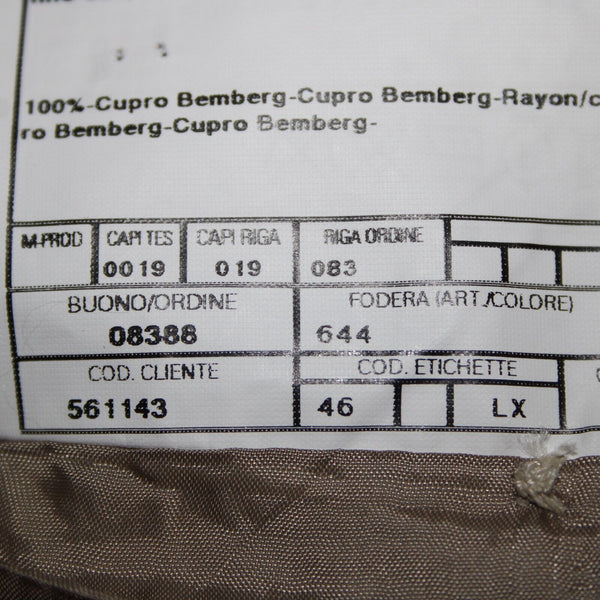 100%-Cupro Bemberg-Cupro Bemberg-Rayon/c
ro Bemberg-Cupro Bemberg-
M-PROD CAPI TES CAPI RIGA RIGA ORDINE
0019 019 083
BUONO/ORDINE FODERA (ART./COLORE)
08388 644
COD. CLIENTE COD. ETICHETTE
561143 46 LX